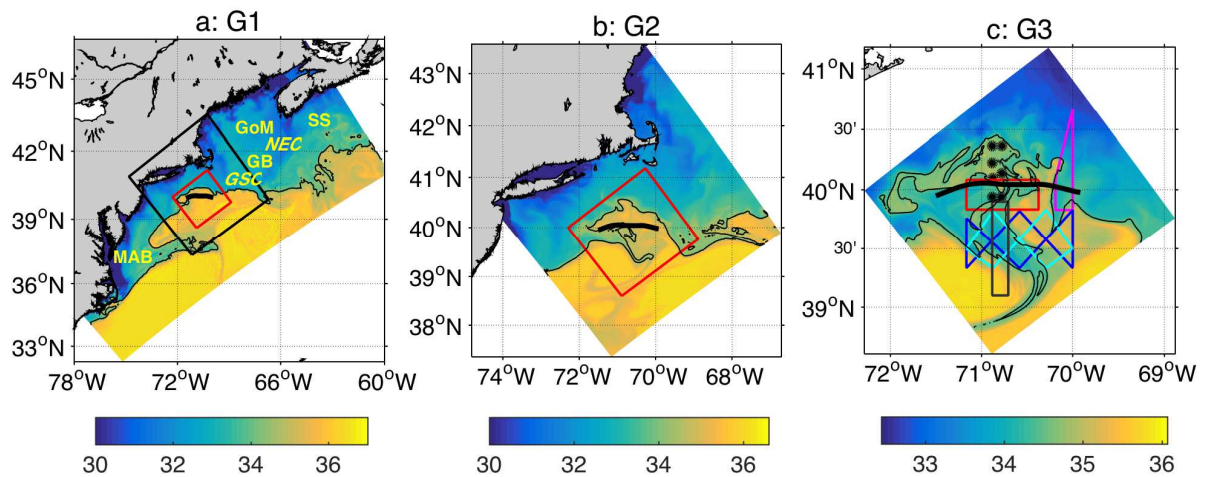 a: G1
45°N
42°N
39°N
36°N
33°N
78°W 72°W 66°W 60°W
GoM
SS
NEC
GB
GSC
MAB
30 32 34 36
b: G2
43°N
42°N
41°N
40°N
39°N
38°N
74°W 72°W 70°W 68°W
30 32 34 36
c: G3
41°N
30'
40°N
30'
39°N
72°W 71°W 70°W 69°W
33 34 35 36